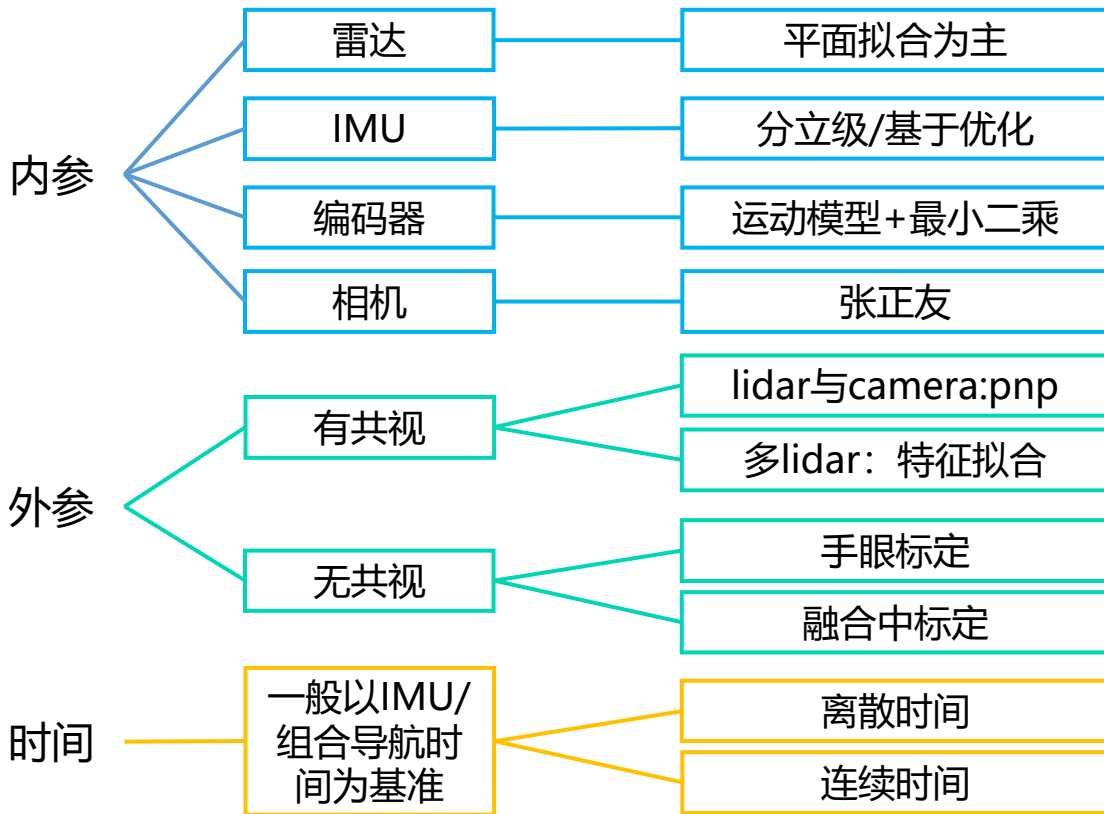 内参
雷达
平面拟合为主
IMU
分立级/基于优化
编码器
运动模型+最小二乘
相机
张正友
外参
有共视
lidar与camera:pnp
多lidar：特征拟合
无共视
手眼标定
融合中标定
时间
一般以IMU/
组合导航时
间为基准
离散时间
连续时间